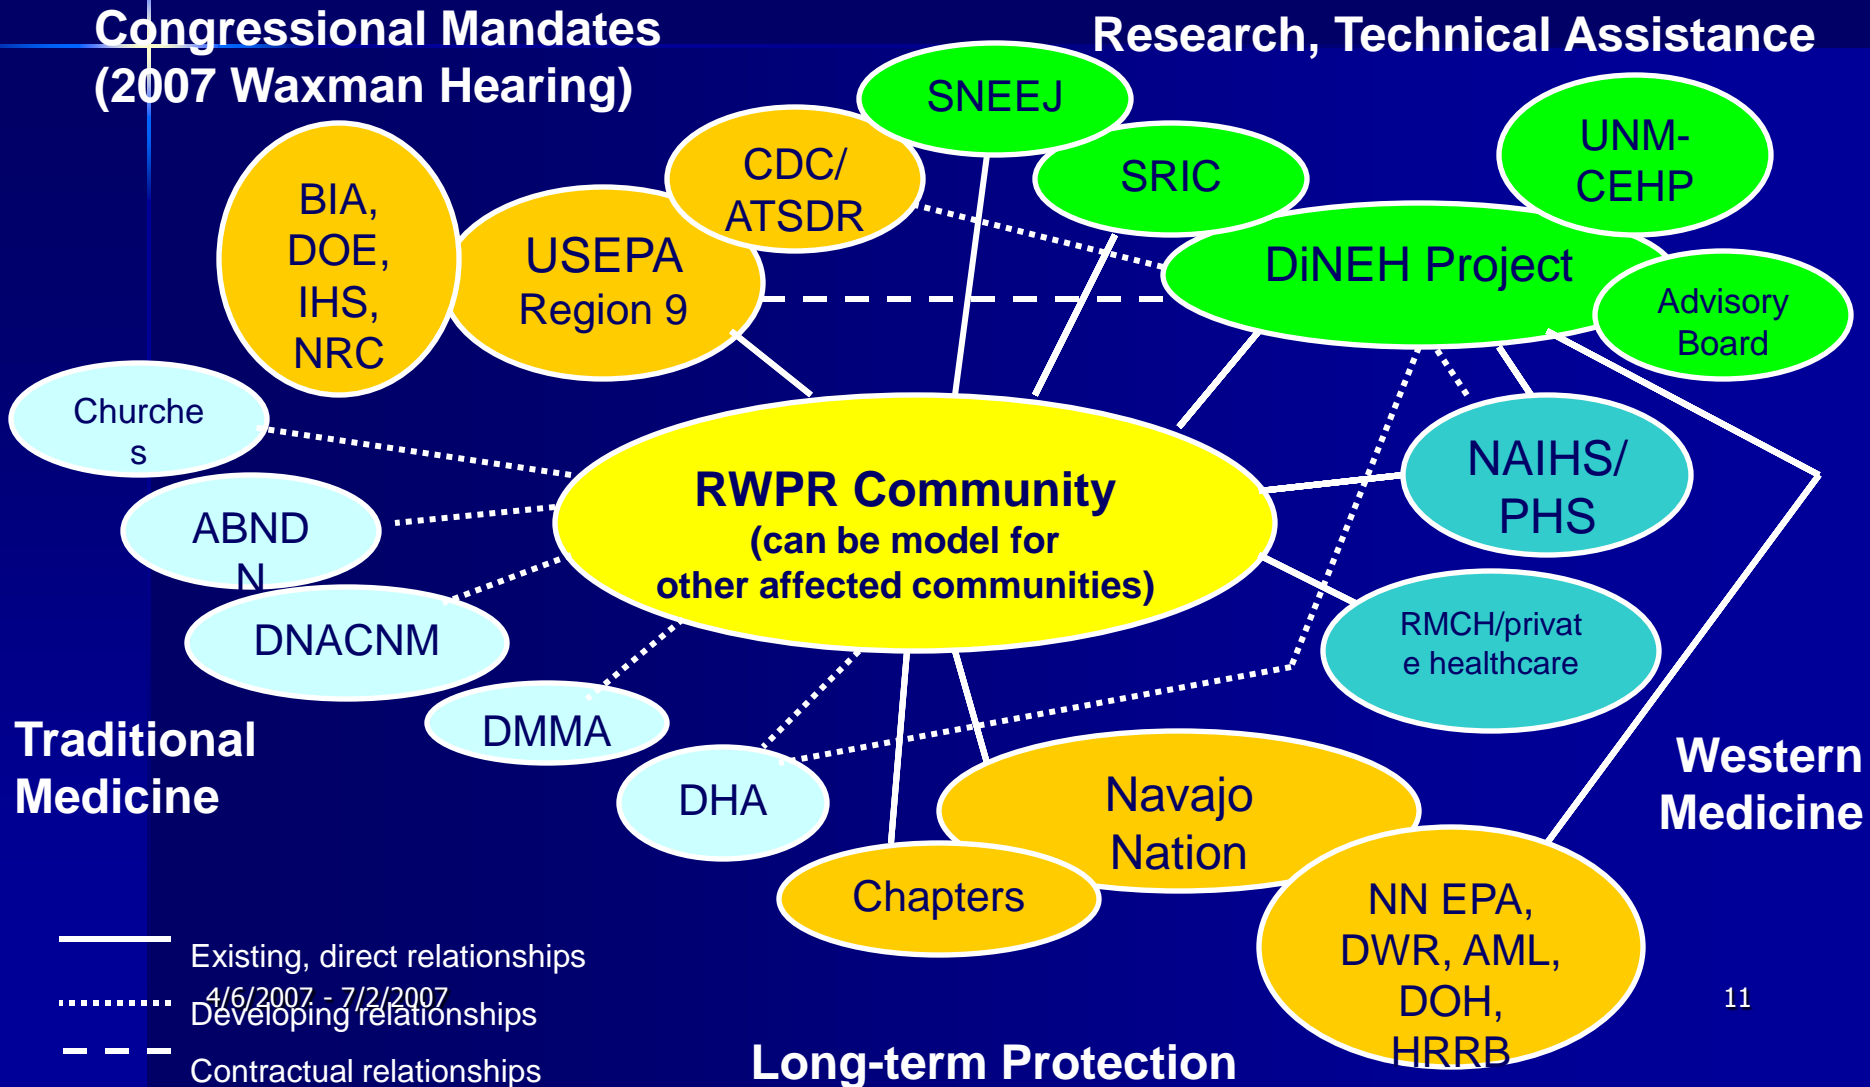 Congressional Mandates
(2007 Waxman Hearing)
Research, Technical Assistance
SNEEJ
CDC/
ATSDR
SRIC
UNM-
CEHP
BIA,
DOE,
IHS,
NRC
USEPA
Region 9
DiNEH Project
Advisory
Board
Churche
s
ABND
N
DNACNM
DMMA
DHA
RWPR Community
(can be model for
other affected communities)
NAIHS/
PHS
RMCH/privat
e healthcare
Traditional
Medicine
Western
Medicine
Navajo
Nation
Chapters
NN EPA,
DWR, AML,
DOH,
HRRB
Existing, direct relationships
4/6/2007 - 7/2/2007
Developing relationships
Contractual relationships
Long-term Protection
11